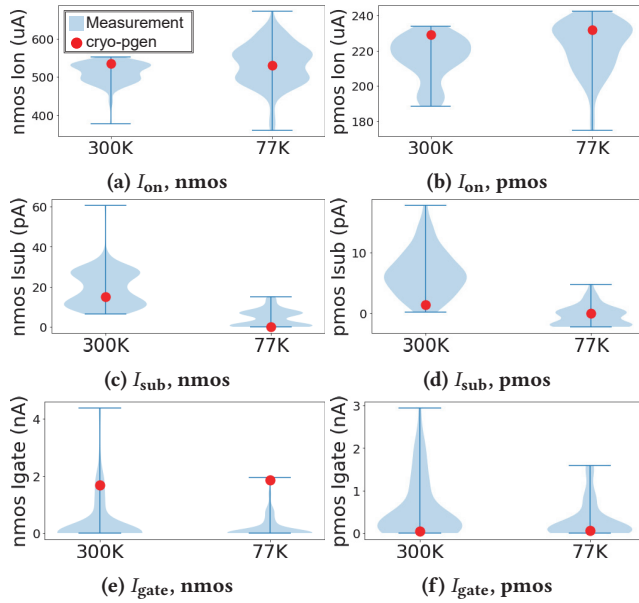 Measurement
cryo-pgen
nmos Ion (uA)
600
500
400
300K
77K
(a) Ion, nmos
pmos Ion (uA)
240
220
200
180
300K
77K
(b) Ion, pmos
nmos Isub (pA)
60
40
20
0
300K
77K
(c) Isub, nmos
pmos Isub (pA)
10
0
300K
77K
(d) Isub, pmos
nmos Igate (nA)
4
2
0
300K
77K
(e) Igate, nmos
pmos Igate (nA)
3
2
1
0
300K
77K
(f) Igate, pmos